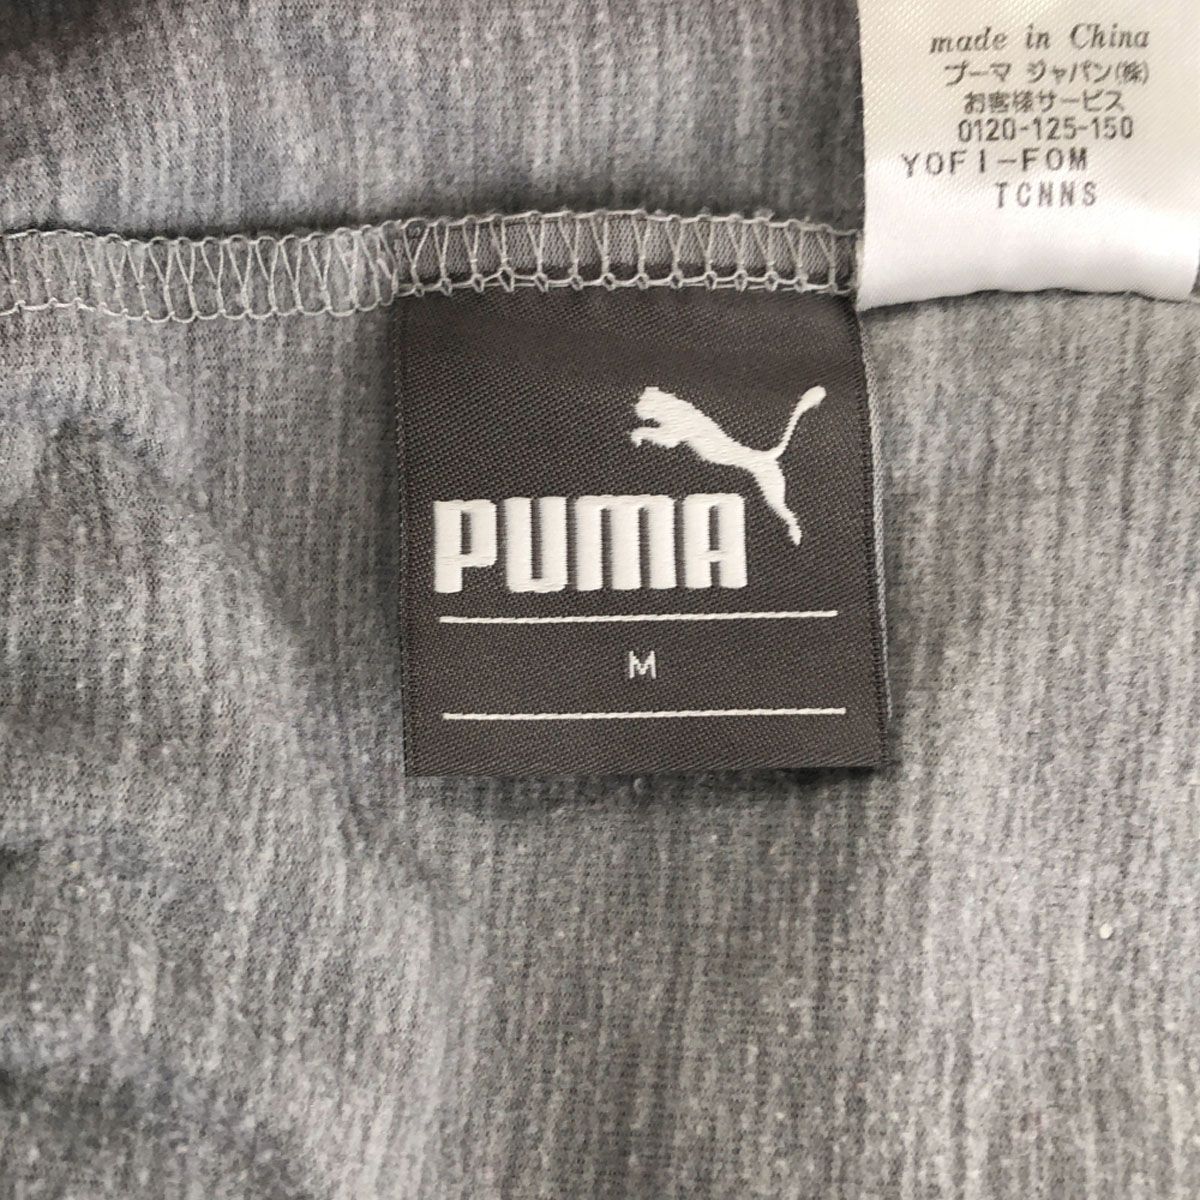 made in China
プーマ ジャパン(株)
お客様サービス
0120-125-150
YOFI-FOM
TCNNS
PUMA
M